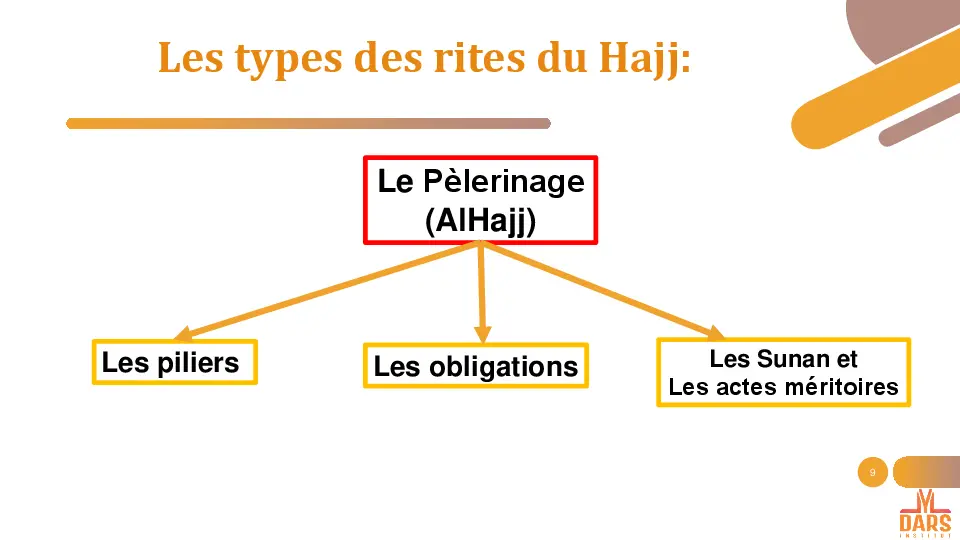 Les types des rites du Hajj:
Le Pèlerinage
(AlHajj)
Les piliers
Les obligations
Les Sunan et
Les actes méritoires
9
DARS
INSTITUT